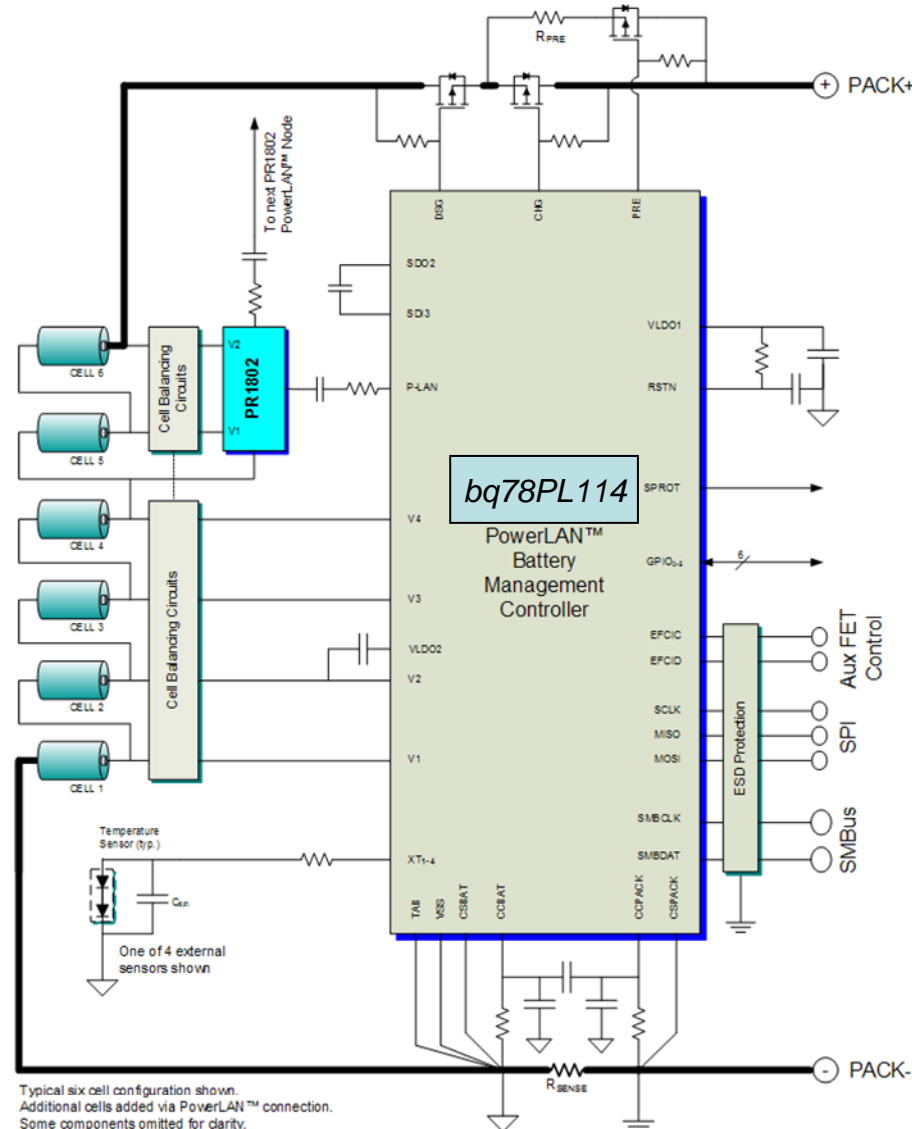 R PRE
PACK+
To next PR1802
PowerLAN™ Node
DSG
CHG
PRE
SDO2
SDI3
P-LAN
V4
V3
VLDO2
V2
V1
XT1-4
VLDO1
RSTN
SPROT
GPIO
6
EFCIC
EFCID
SCLK
MISO
MOSI
SMBCLK
SMBDAT
TAB
VSS
CSBAT
CCBAT
CCPACK
CSPACK
bq78PL114
PowerLAN™
Battery
Management
Controller
CELL 6
CELL 5
CELL 4
CELL 3
CELL 2
CELL 1
Cell Balancing
Circuits
Cell Balancing Circuits
V2
PR1802
V1
ESD Protection
Aux FET
Control
SPI
SMBus
Temperature
Sensor (typ.)
One of 4 external
sensors shown
R SENSE
PACK-
Typical six cell configuration shown.
Additional cells added via PowerLAN™ connection.
Some components omitted for clarity.